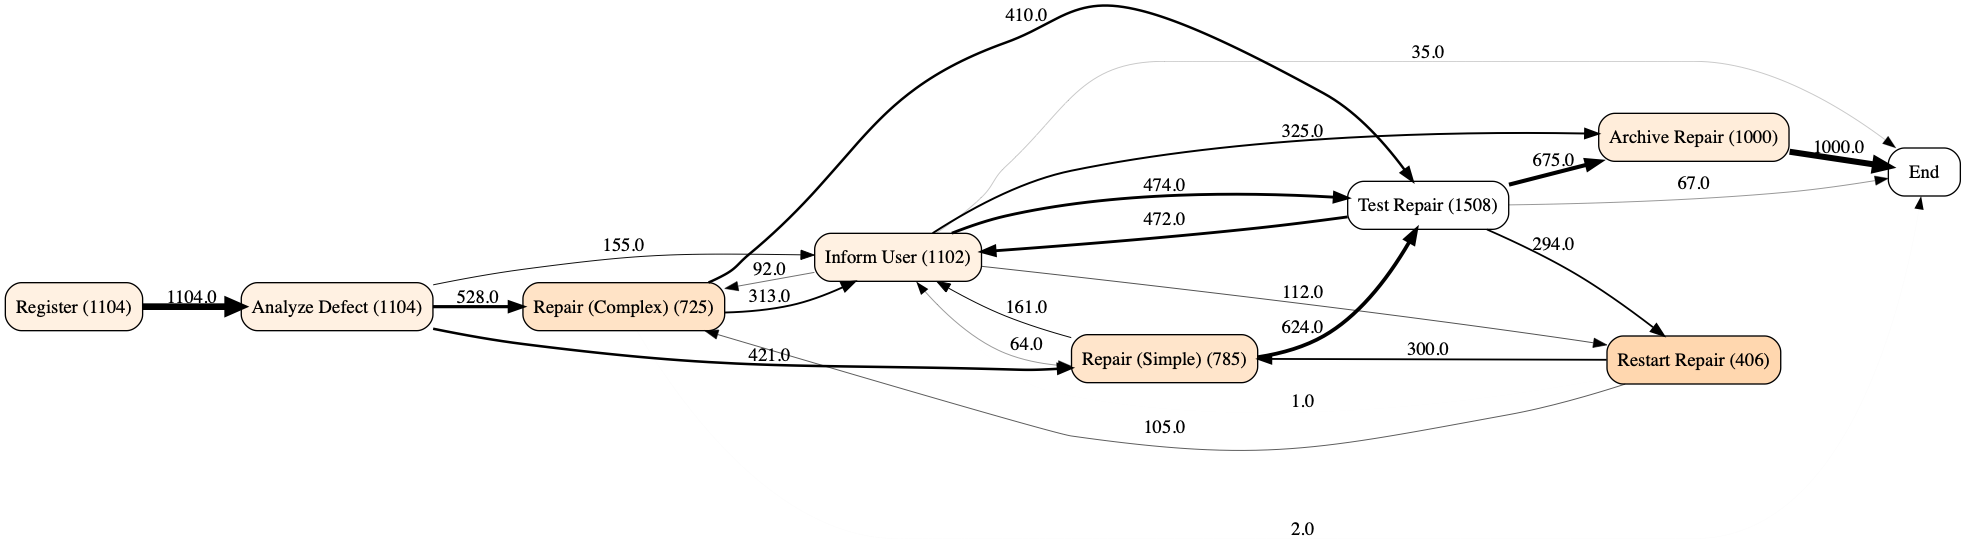 410.0
35.0
325.0
Archive Repair (1000)
1000.0
675.0
End
474.0
67.0
Test Repair (1508)
472.0
155.0
294.0
Inform User (1102)
92.0
1104.0
528.0
313.0
112.0
Register (1104)
Analyze Defect (1104)
Repair (Complex) (725)
161.0
624.0
64.0
421.0
300.0
Repair (Simple) (785)
Restart Repair (406)
1.0
105.0
2.0